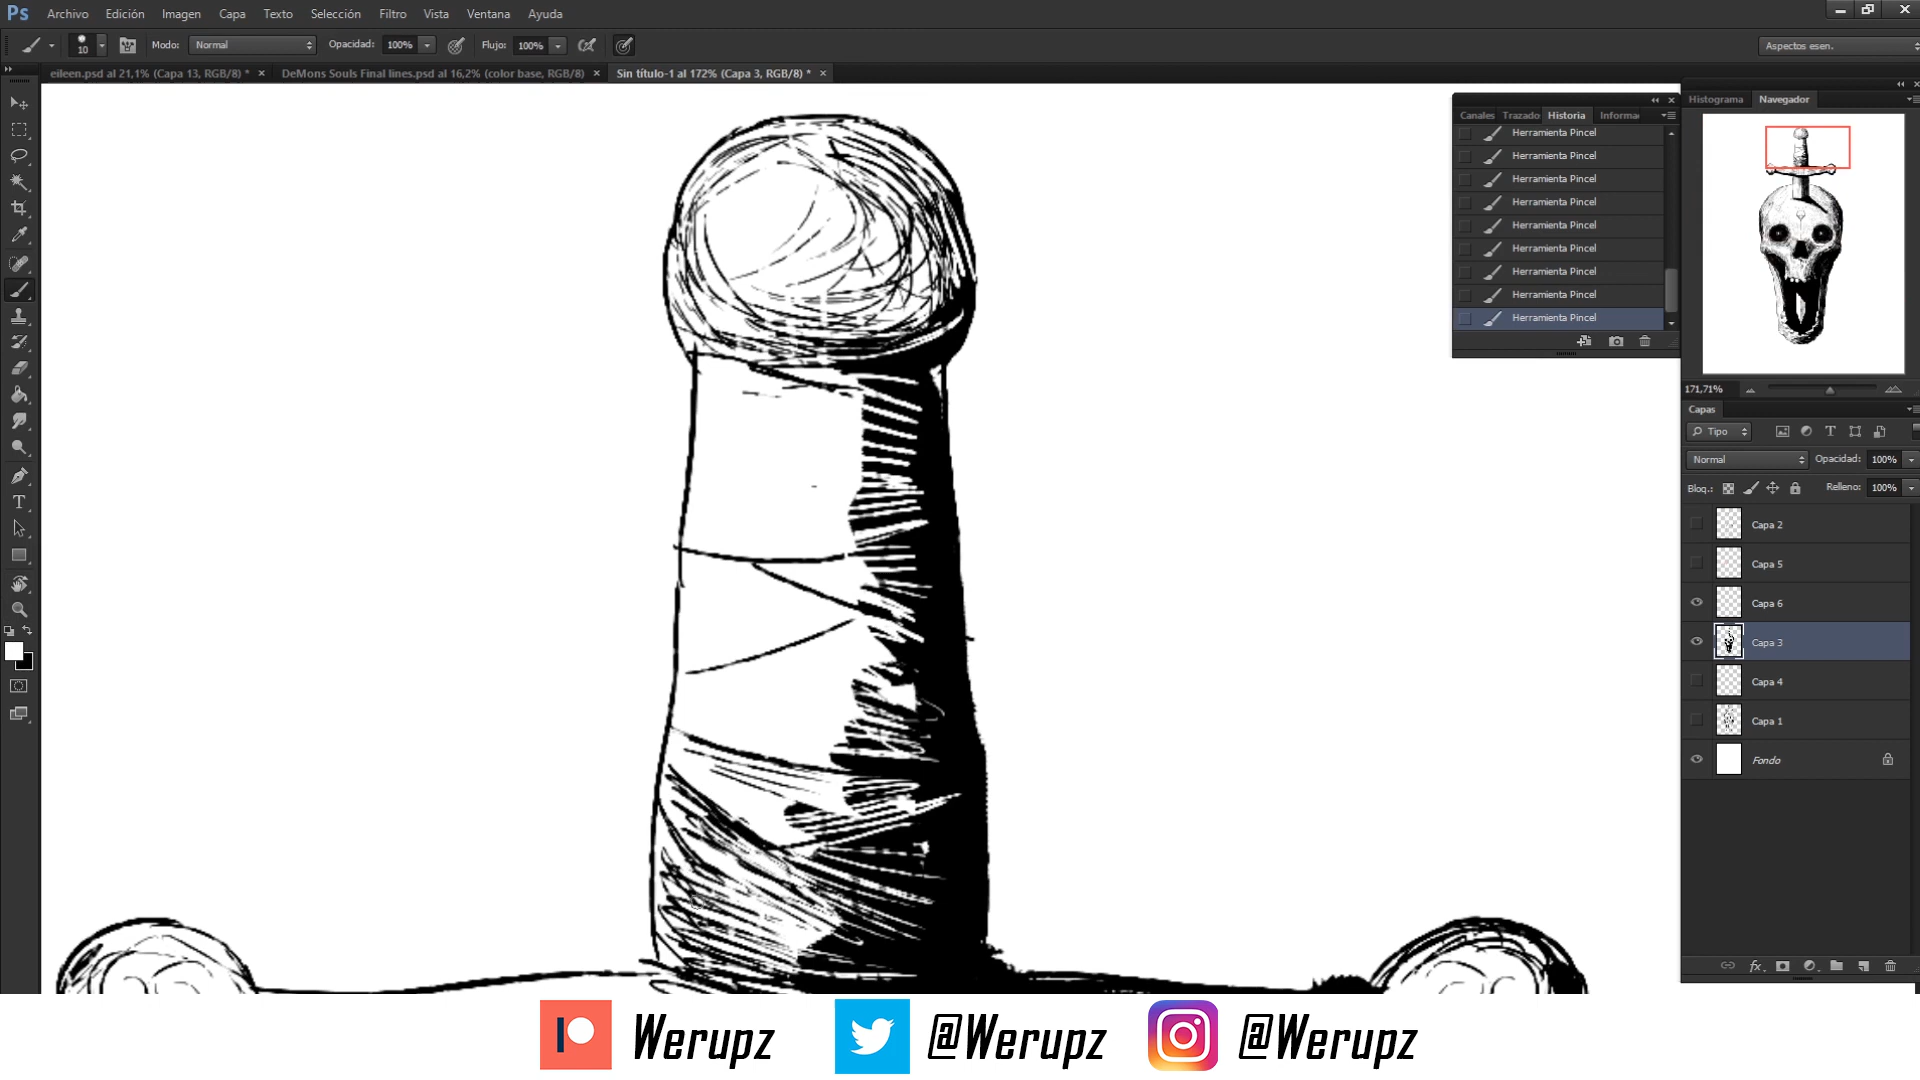 Ps Archivo Edición Imagen Capa Texto Selección Filtro Vista Ventana Ayuda
10 Modo: Normal Opacidad: 100% Flujo: 100% Aspectos esen.
eileen.psd al 21,1% (Capa 13, RGB/8) * × DeMons Souls Final lines.psd al 16,2% (color base, RGB/8) × Sin título-1 al 172% (Capa 3, RGB/8) * ×
Histograma Navegador
Canales Trazado Historia Informa
Herramienta Pincel
Herramienta Pincel
Herramienta Pincel
Herramienta Pincel
Herramienta Pincel
Herramienta Pincel
Herramienta Pincel
Herramienta Pincel
Herramienta Pincel
171,71%
Capas
Tipo
Normal Opacidad: 100%
Bloq.: Relleno: 100%
Capa 2
Capa 5
Capa 6
Capa 3
Capa 4
Capa 1
Fondo
Werupz @Werupz @Werupz